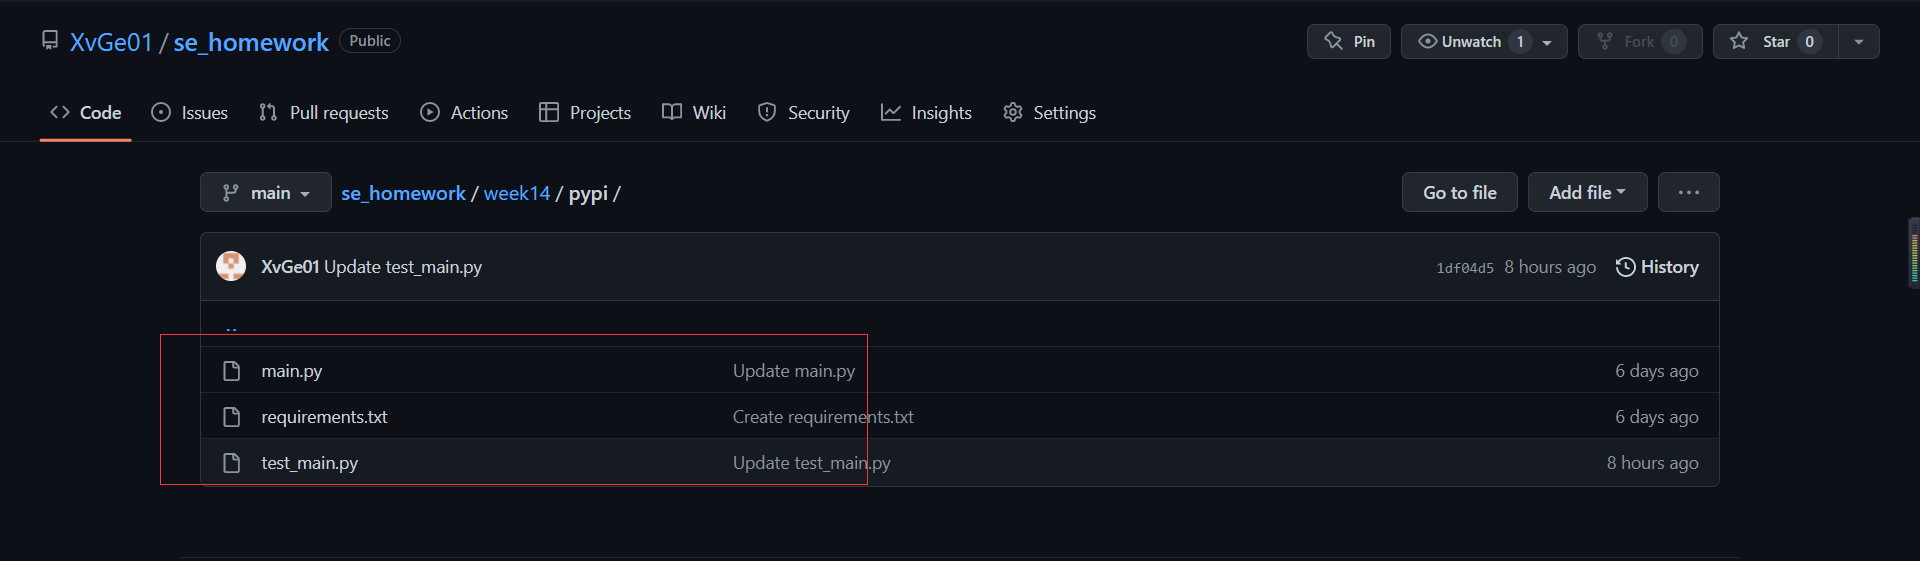 XvGe01 / se_homework Public Pin Unwatch 1 Fork 0 Star 0
Code Issues Pull requests Actions Projects Wiki Security Insights Settings
main se_homework / week14 / pypi / Go to file Add file ...
XvGe01 Update test_main.py 1df04d5 8 hours ago History
..
main.py Update main.py 6 days ago
requirements.txt Create requirements.txt 6 days ago
test_main.py Update test_main.py 8 hours ago